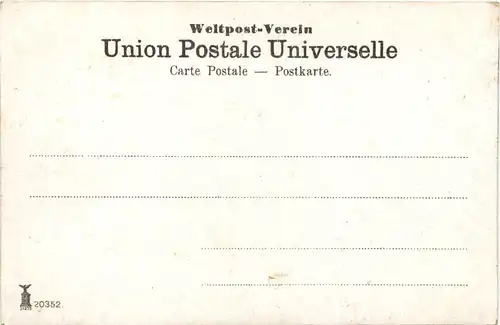 Weltpost-Verein
Union Postale Universelle
Carte Postale — Postkarte.
20352.